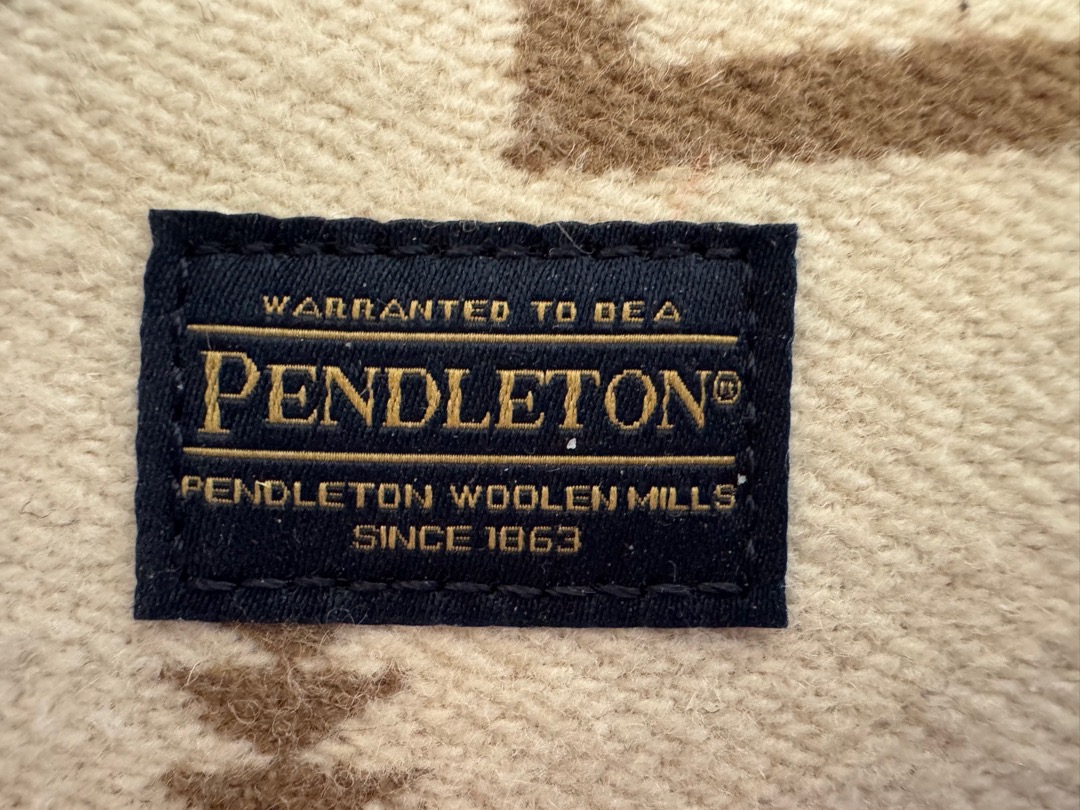 WARRANTED TO BE A
PENDLETON®
PENDLETON WOOLEN MILLS
SINCE 1863